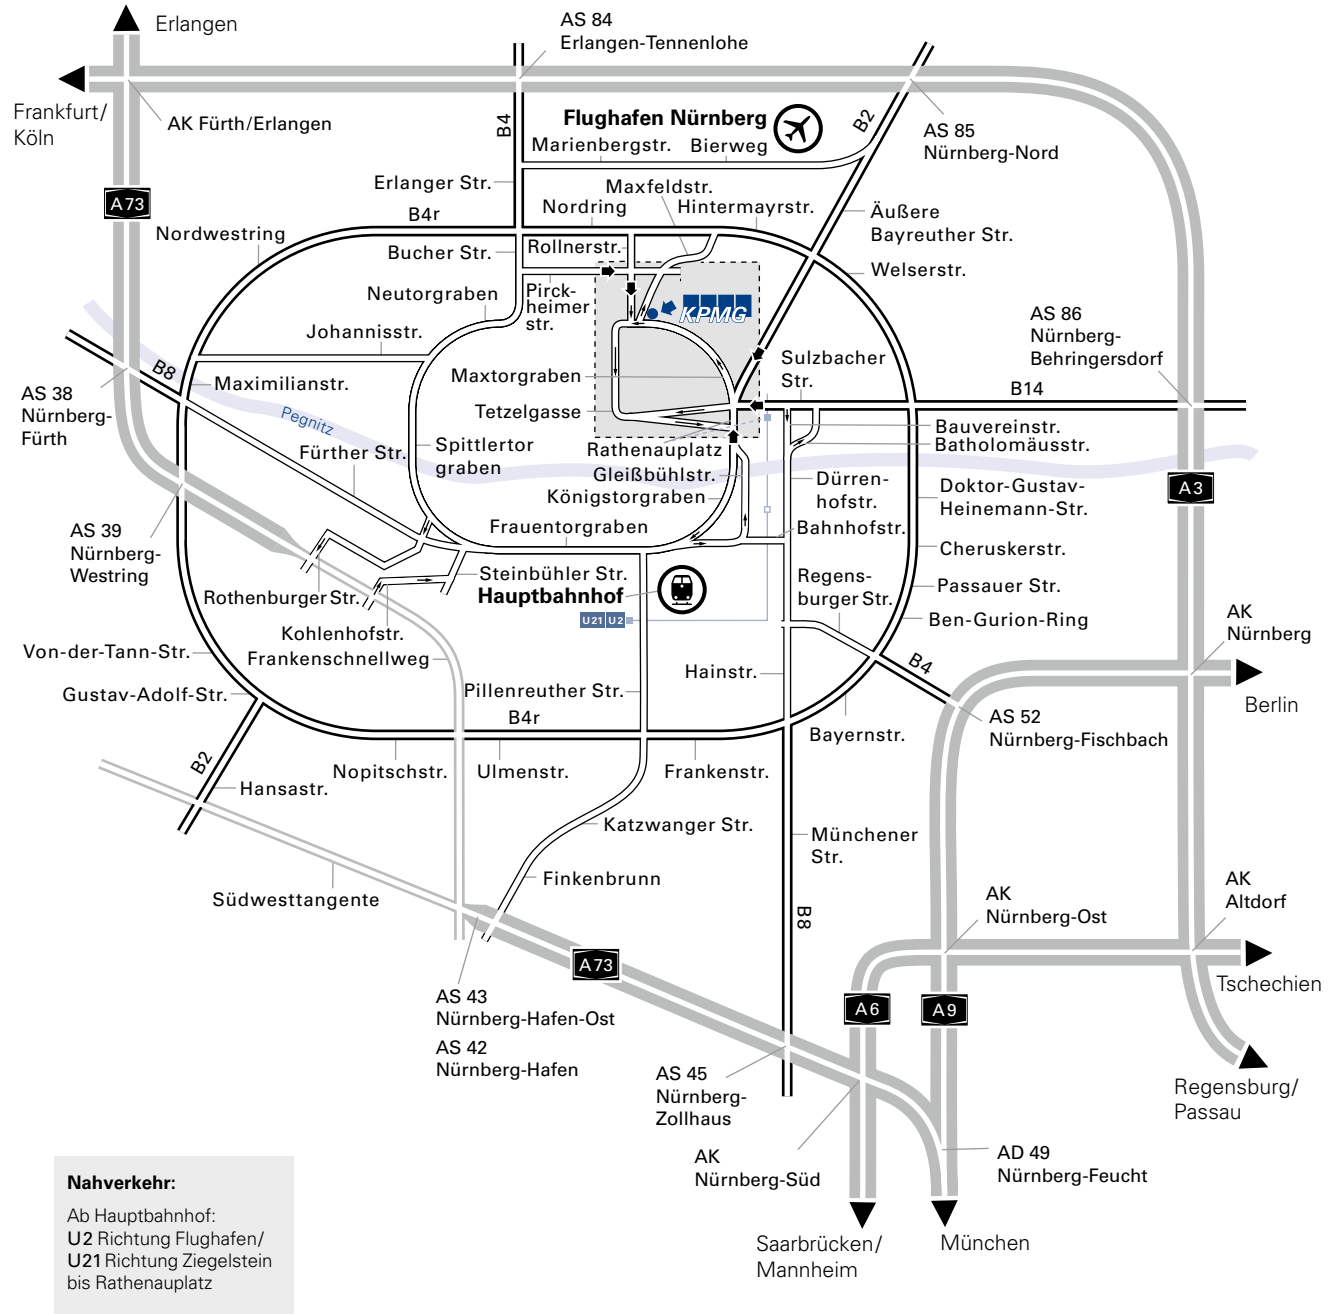 Erlangen
AS 84
Erlangen-Tennenlohe
Frankfurt/
Köln
AK Fürth/Erlangen
B4
Flughafen Nürnberg
B2
AS 85
Nürnberg-Nord
Marienbergstr.
Bierweg
A73
Erlanger Str.
Maxfeldstr.
B4r
Nordring
Hintermayrstr.
Äußere
Bayreuther Str.
Nordwestring
Bucher Str.
Rollnerstr.
Welserstr.
Neutorgraben
Pirck-
heimer
str.
KPMG
Johannisstr.
AS 86
Nürnberg-
Behringersdorf
Sulzbacher
Str.
B8
Maximilianstr.
Maxtorgraben
B14
AS 38
Nürnberg-
Fürth
Pegnitz
Tetzelgasse
Bauvereinstr.
Batholomäusstr.
Fürther Str.
Spittlertor
graben
Rathenauplatz
Gleißbühlstr.
Königstorgraben
Dürren-
hofstr.
Doktor-Gustav-
Heinemann-Str.
A3
AS 39
Nürnberg-
Westring
Frauentorgraben
Bahnhofstr.
Cheruskerstr.
Steinbühler Str.
Hauptbahnhof
Regens-
burger Str.
Passauer Str.
Rothenburger Str.
U21 U2
Ben-Gurion-Ring
AK
Nürnberg
Kohlenhofstr.
Frankenschnellweg
Von-der-Tann-Str.
Hainstr.
B4
Gustav-Adolf-Str.
Pillenreuther Str.
Berlin
B4r
AS 52
Nürnberg-Fischbach
Bayernstr.
B2
Nopitschstr.
Ulmenstr.
Frankenstr.
Hansastr.
Katzwanger Str.
Münchener
Str.
Finkenbrunn
Südwesttangente
B8
AK
Nürnberg-Ost
AK
Altdorf
A73
Tschechien
AS 43
Nürnberg-Hafen-Ost
A6
A9
AS 42
Nürnberg-Hafen
AS 45
Nürnberg-
Zollhaus
Regensburg/
Passau
AK
Nürnberg-Süd
AD 49
Nürnberg-Feucht
Saarbrücken/
Mannheim
München
Nahverkehr:
Ab Hauptbahnhof:
U2 Richtung Flughafen/
U21 Richtung Ziegelstein
bis Rathenauplatz